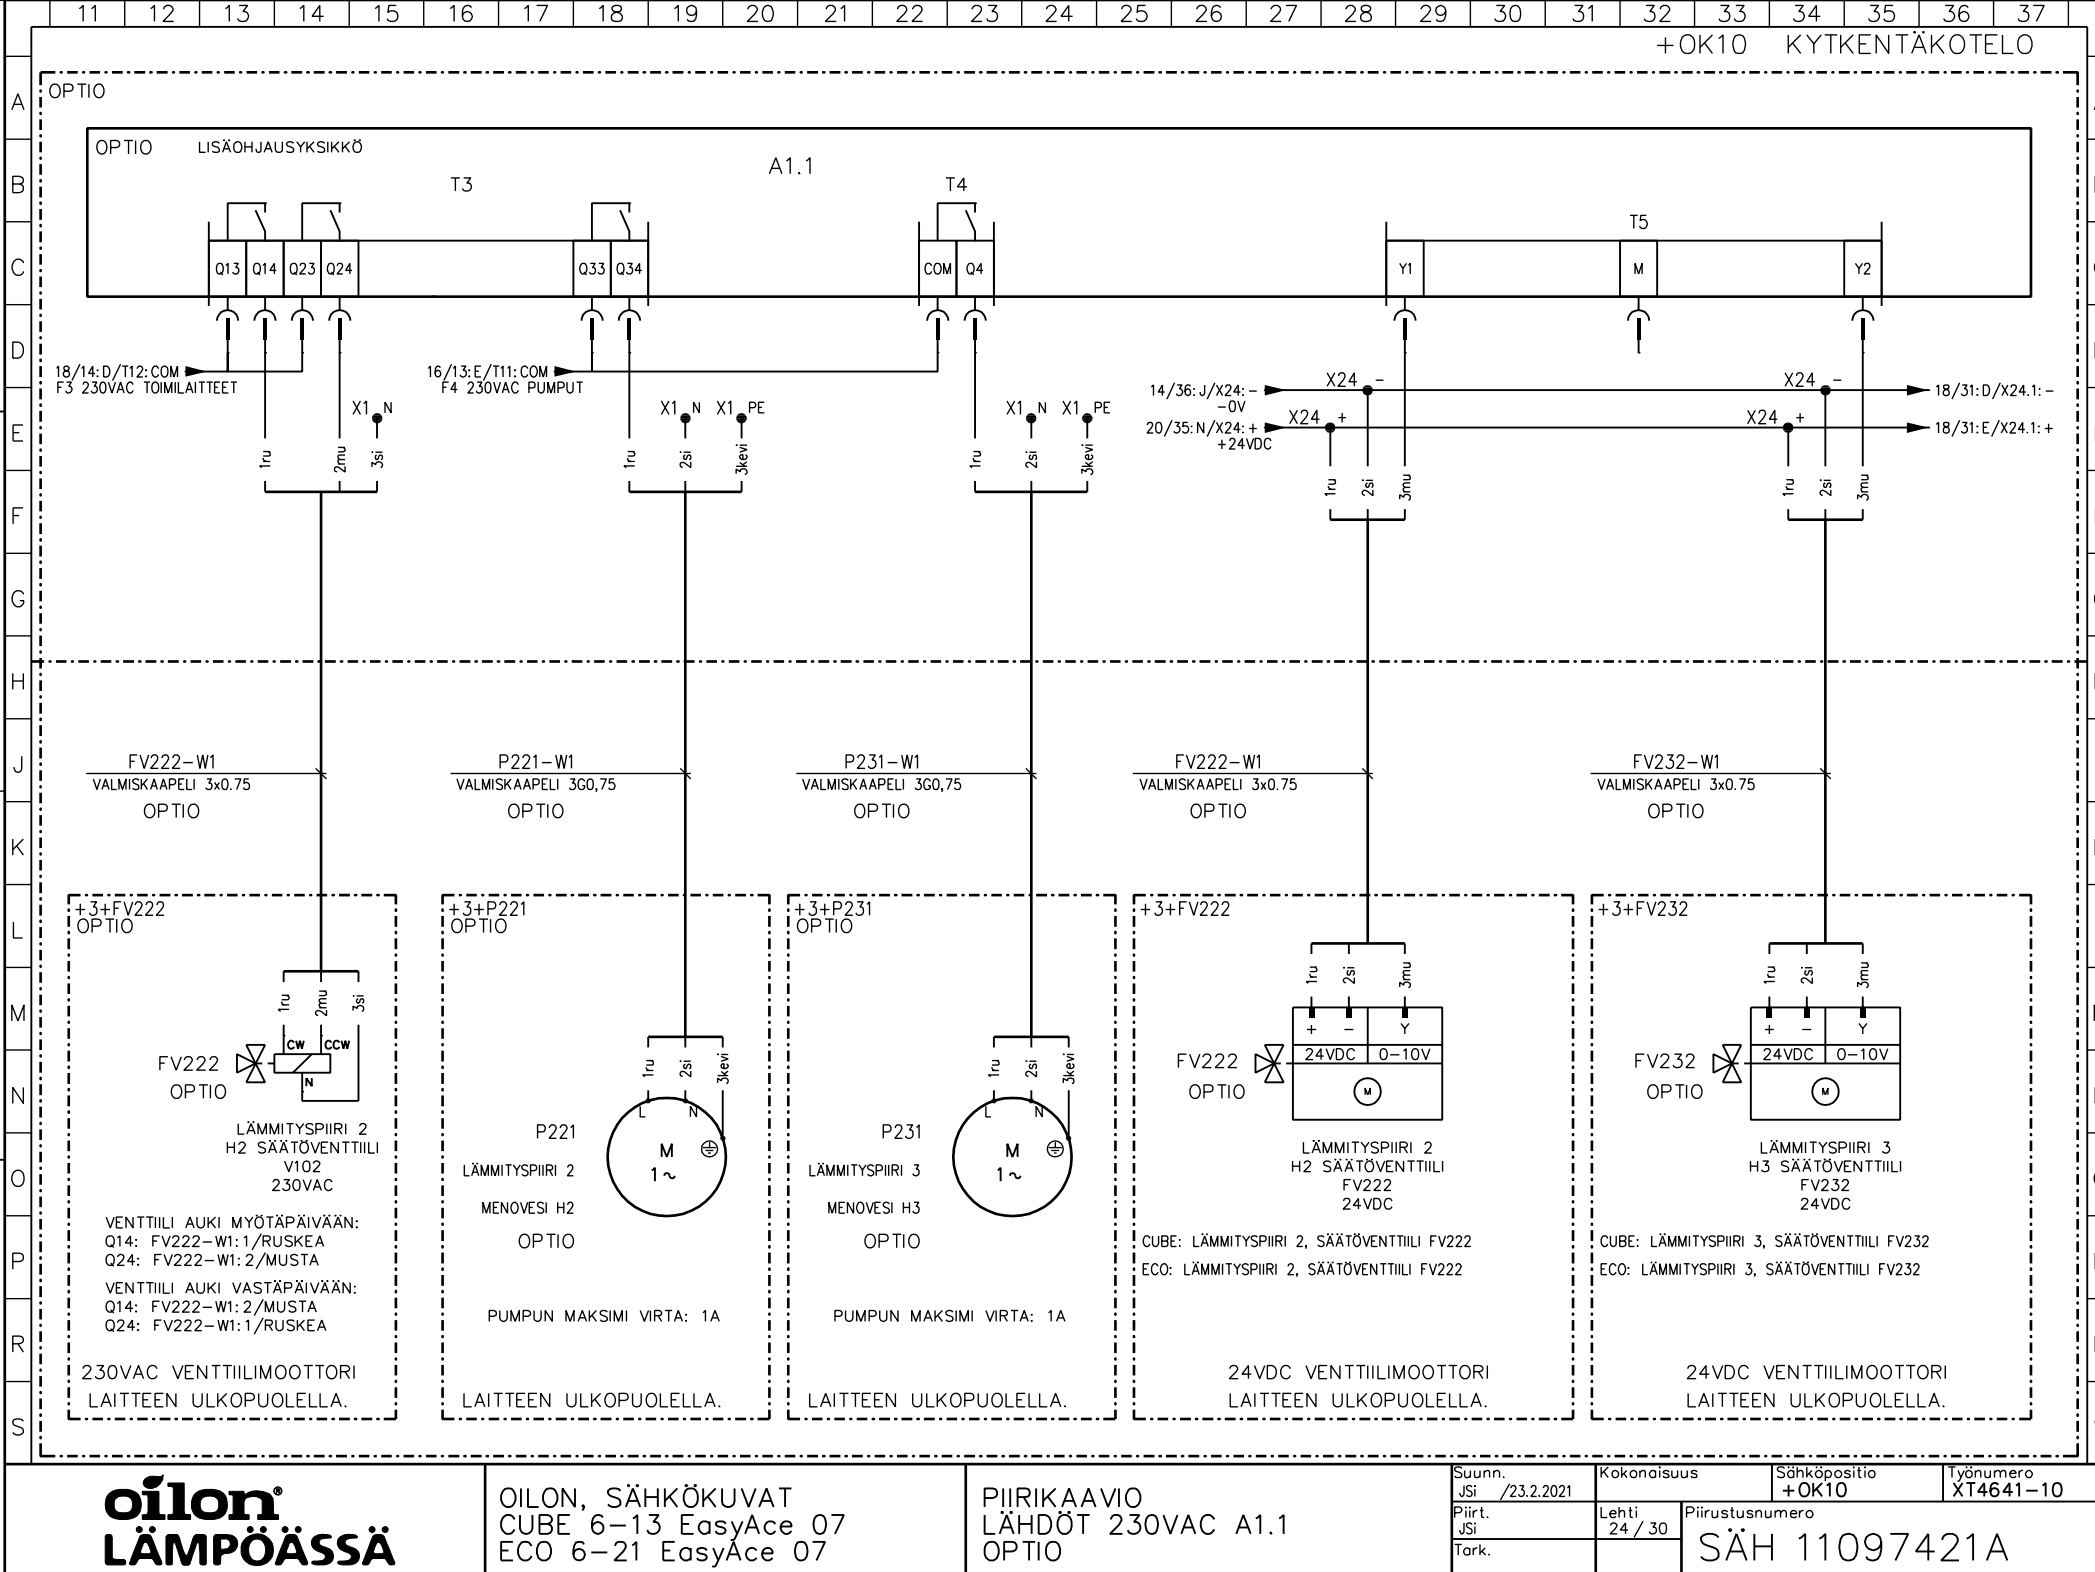 11 12 13 14 15 16 17 18 19 20 21 22 23 24 25 26 27 28 29 30 31 32 33 34 35 36 37
+OK10 KYTKENTÄKOTELO
A
B
C
D
E
F
G
H
J
K
L
M
N
O
P
R
S
OPTIO
OPTIO LISÄOHJAUSYKSIKKÖ
A1.1
T3 T4 T5
Q13 Q14 Q23 Q24 Q33 Q34 COM Q4 Y1 M Y2
18/14:D/T12:COM
F3 230VAC TOIMILAITTEET
16/13:E/T11:COM
F4 230VAC PUMPUT
14/36:J/X24:-
-0V
20/35:N/X24:+
+24VDC
X24 - X24 -
X24 + X24 +
18/31:D/X24.1:-
18/31:E/X24.1:+
X1 N X1 N X1 PE X1 N X1 PE
1ru 2mu 3si 1ru 2si 3kevi 1ru 2si 3kevi 1ru 2si 3mu 1ru 2si 3mu
FV222-W1
VALMISKAAPELI 3x0.75
OPTIO
P221-W1
VALMISKAAPELI 3G0,75
OPTIO
P231-W1
VALMISKAAPELI 3G0,75
OPTIO
FV222-W1
VALMISKAAPELI 3x0.75
OPTIO
FV232-W1
VALMISKAAPELI 3x0.75
OPTIO
+3+FV222
OPTIO
1ru 2mu 3si
CW CCW
N
FV222
OPTIO
LÄMMITYSPIIRI 2
H2 SÄÄTÖVENTTIILI
V102
230VAC
VENTTIILI AUKI MYÖTÄPÄIVÄÄN:
Q14: FV222-W1:1/RUSKEA
Q24: FV222-W1:2/MUSTA
VENTTIILI AUKI VASTÄPÄIVÄÄN:
Q14: FV222-W1:2/MUSTA
Q24: FV222-W1:1/RUSKEA
230VAC VENTTIILIMOOTTORI
LAITTEEN ULKOPUOLELLA.
+3+P221
OPTIO
1ru 2si 3kevi
L N
M
1~
P221
LÄMMITYSPIIRI 2
MENOVESI H2
OPTIO
PUMPUN MAKSIMI VIRTA: 1A
LAITTEEN ULKOPUOLELLA.
+3+P231
OPTIO
1ru 2si 3kevi
L N
M
1~
P231
LÄMMITYSPIIRI 3
MENOVESI H3
OPTIO
PUMPUN MAKSIMI VIRTA: 1A
LAITTEEN ULKOPUOLELLA.
+3+FV222
1ru 2si 3mu
+ - Y
24VDC 0-10V
M
FV222
OPTIO
LÄMMITYSPIIRI 2
H2 SÄÄTÖVENTTIILI
FV222
24VDC
CUBE: LÄMMITYSPIIRI 2, SÄÄTÖVENTTIILI FV222
ECO: LÄMMITYSPIIRI 2, SÄÄTÖVENTTIILI FV222
24VDC VENTTIILIMOOTTORI
LAITTEEN ULKOPUOLELLA.
+3+FV232
1ru 2si 3mu
+ - Y
24VDC 0-10V
M
FV232
OPTIO
LÄMMITYSPIIRI 3
H3 SÄÄTÖVENTTIILI
FV232
24VDC
CUBE: LÄMMITYSPIIRI 3, SÄÄTÖVENTTIILI FV232
ECO: LÄMMITYSPIIRI 3, SÄÄTÖVENTTIILI FV232
24VDC VENTTIILIMOOTTORI
LAITTEEN ULKOPUOLELLA.
oilon®
LÄMPÖÄSSÄ
OILON, SÄHKÖKUVAT
CUBE 6-13 EasyAce 07
ECO 6-21 EasyAce 07
PIIRIKAAVIO
LÄHDÖT 230VAC A1.1
OPTIO
Suunn.
JSi /23.2.2021
Piirt.
JSi
Tark.
Kokonaisuus
Lehti
24 / 30
Sähköpositio
+OK10
Työnumero
XT4641-10
Piirustusnumero
SÄH 11097421A